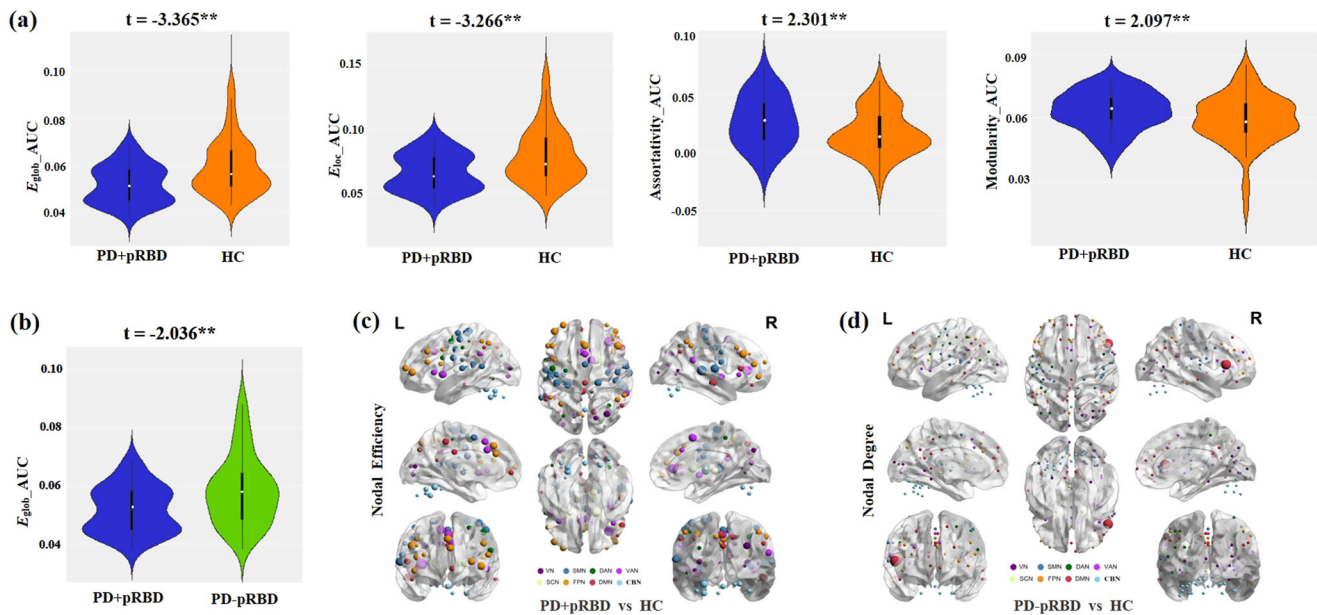 (a)
t = -3.365**
E_glob_AUC
0.10
0.08
0.06
0.04
PD+pRBD HC
t = -3.266**
E_loc_AUC
0.15
0.10
0.05
PD+pRBD HC
t = 2.301**
Assortativity_AUC
0.10
0.05
0.00
-0.05
PD+pRBD HC
t = 2.097**
Modularity_AUC
0.09
0.06
0.03
PD+pRBD HC
(b)
t = -2.036**
E_glob_AUC
0.10
0.08
0.06
0.04
PD+pRBD PD-pRBD
(c)
L R
Nodal Efficiency
VN SMN DAN VAN
SCN FPN DMN CBN
PD+pRBD vs HC
(d)
L R
Nodal Degree
VN SMN DAN VAN
SCN FPN DMN CBN
PD-pRBD vs HC